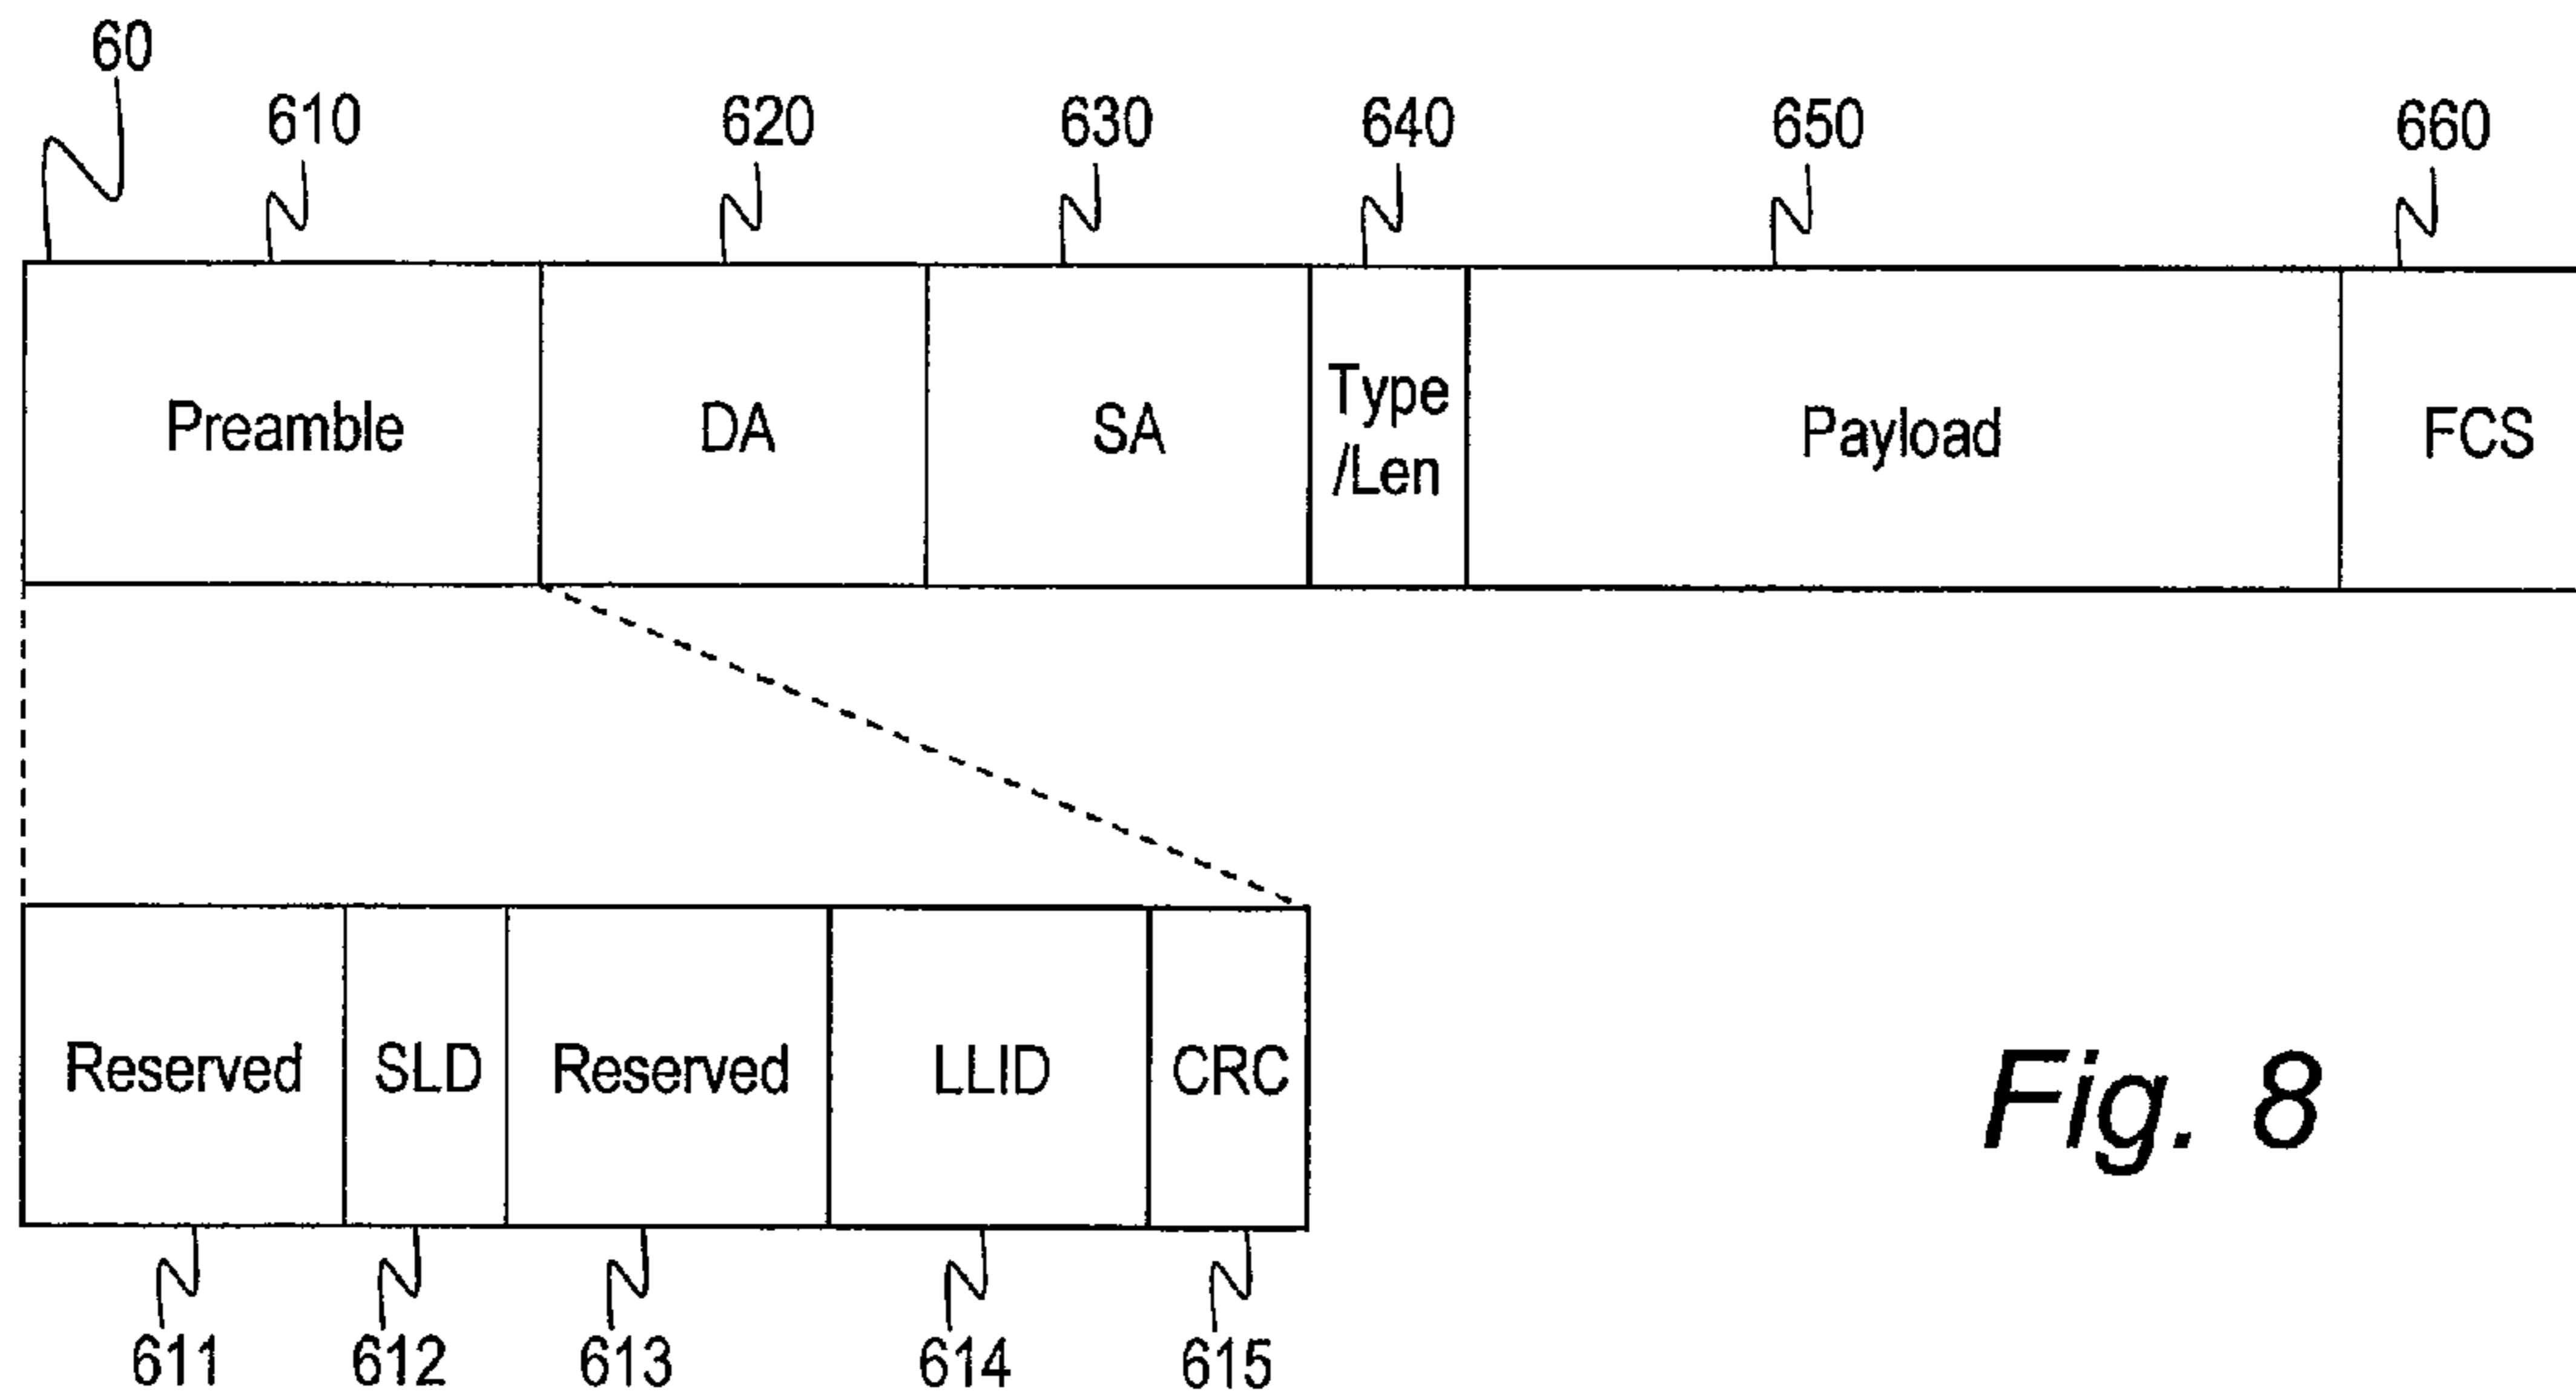 60
610
620
630
640
650
660
Preamble
DA
SA
Type
/Len
Payload
FCS
Reserved
SLD
Reserved
LLID
CRC
611
612
613
614
615
Fig. 8